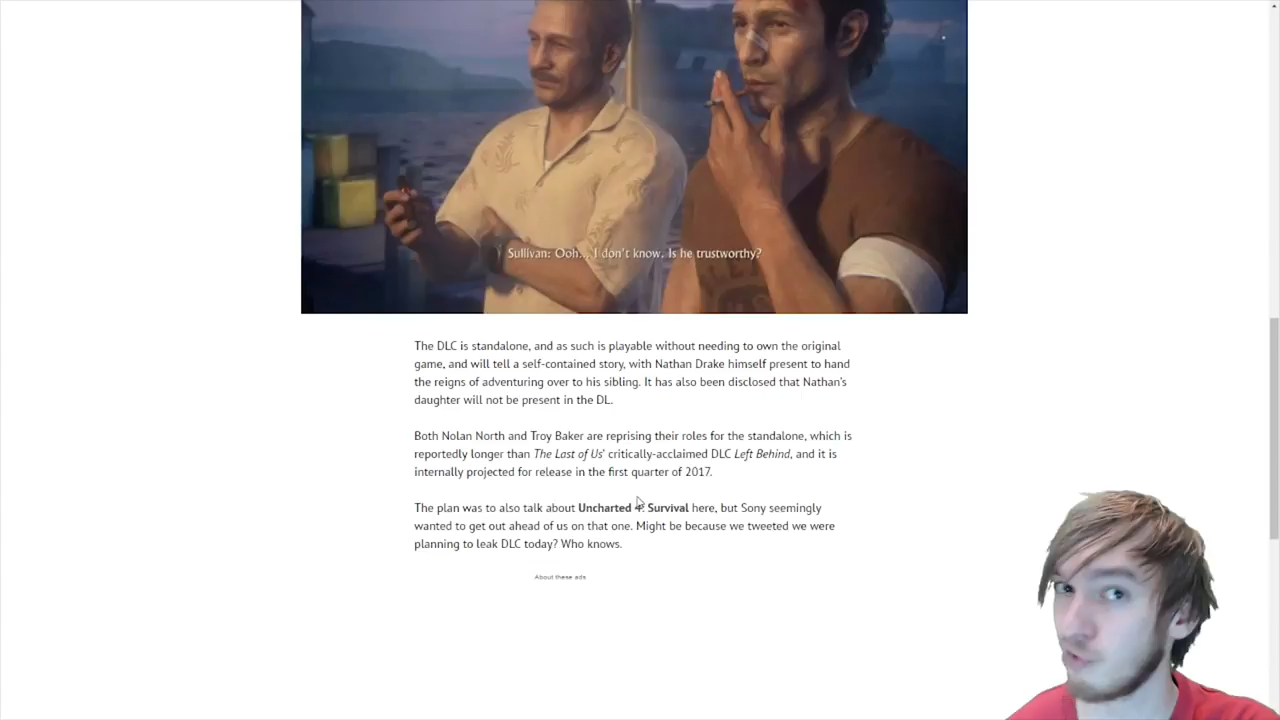 Sullivan: Ooh... I don't know. Is he trustworthy?
The DLC is standalone, and as such is playable without needing to own the original
game, and will tell a self-contained story, with Nathan Drake himself present to hand
the reigns of adventuring over to his sibling. It has also been disclosed that Nathan's
daughter will not be present in the DL.
Both Nolan North and Troy Baker are reprising their roles for the standalone, which is
reportedly longer than The Last of Us' critically-acclaimed DLC Left Behind, and it is
internally projected for release in the first quarter of 2017.
The plan was to also talk about Uncharted 4: Survival here, but Sony seemingly
wanted to get out ahead of us on that one. Might be because we tweeted we were
planning to leak DLC today? Who knows.
About these ads